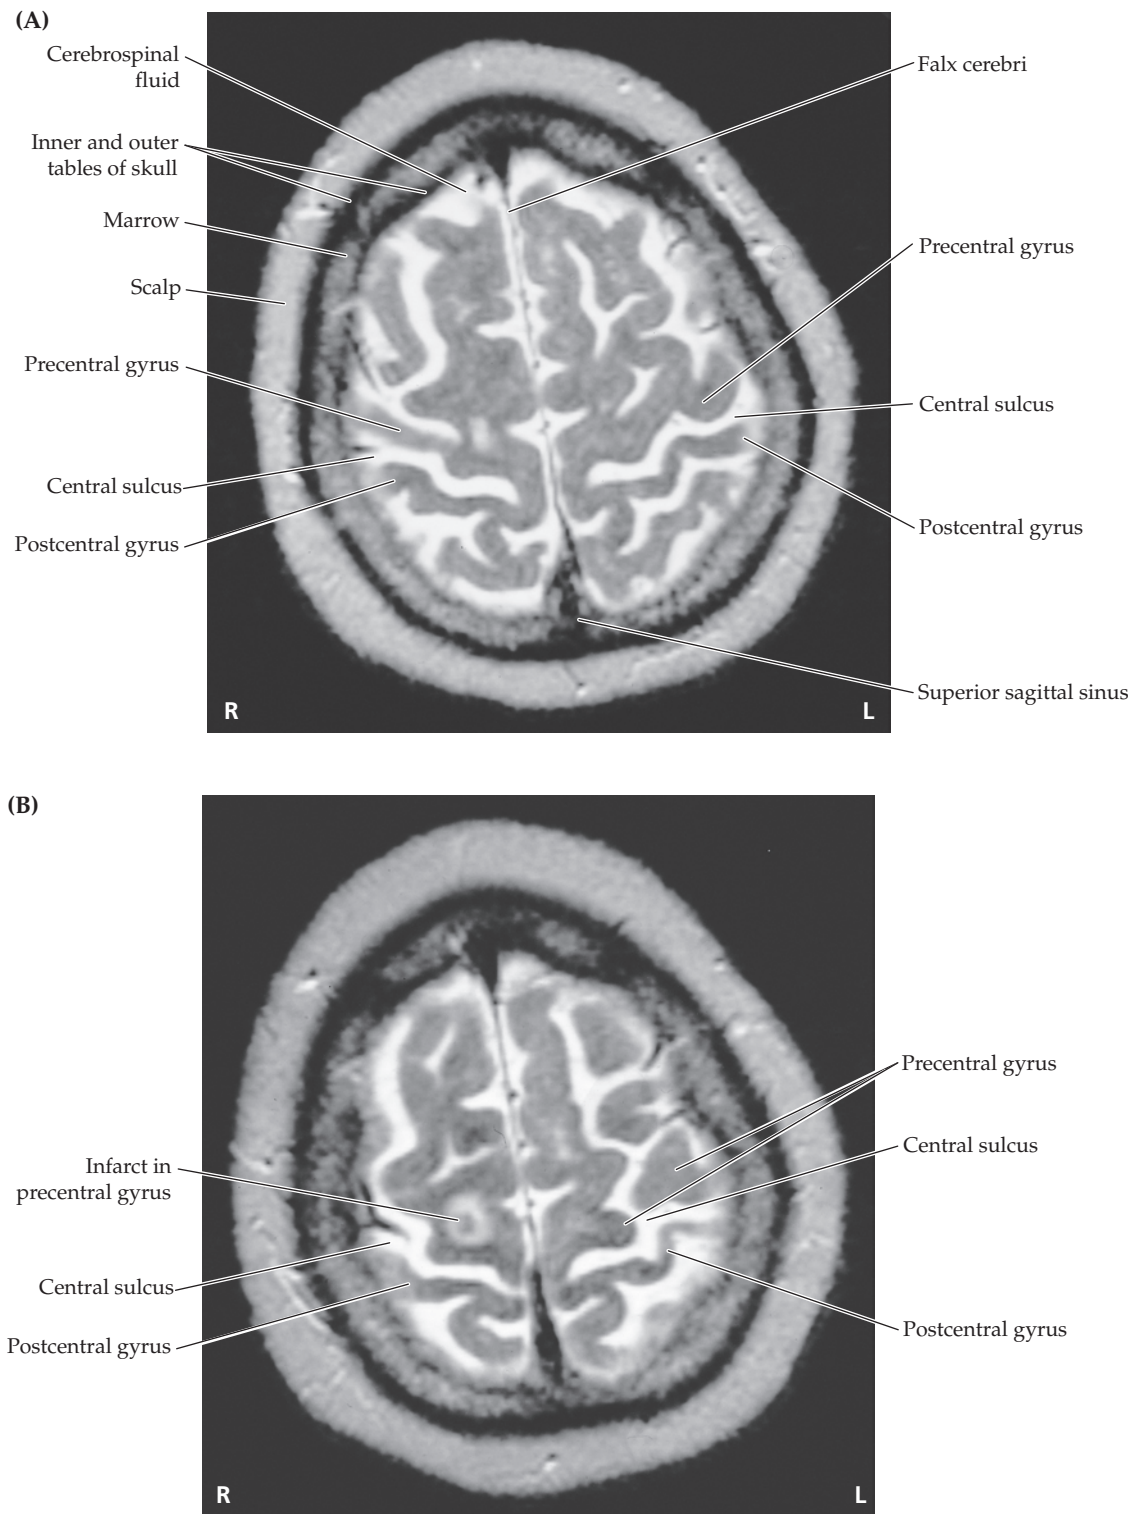 (A)
Cerebrospinal
fluid
Falx cerebri
Inner and outer
tables of skull
Marrow
Precentral gyrus
Scalp
Precentral gyrus
Central sulcus
Central sulcus
Postcentral gyrus
Postcentral gyrus
Superior sagittal sinus
R
L
(B)
Precentral gyrus
Central sulcus
Infarct in
precentral gyrus
Central sulcus
Postcentral gyrus
Postcentral gyrus
R
L